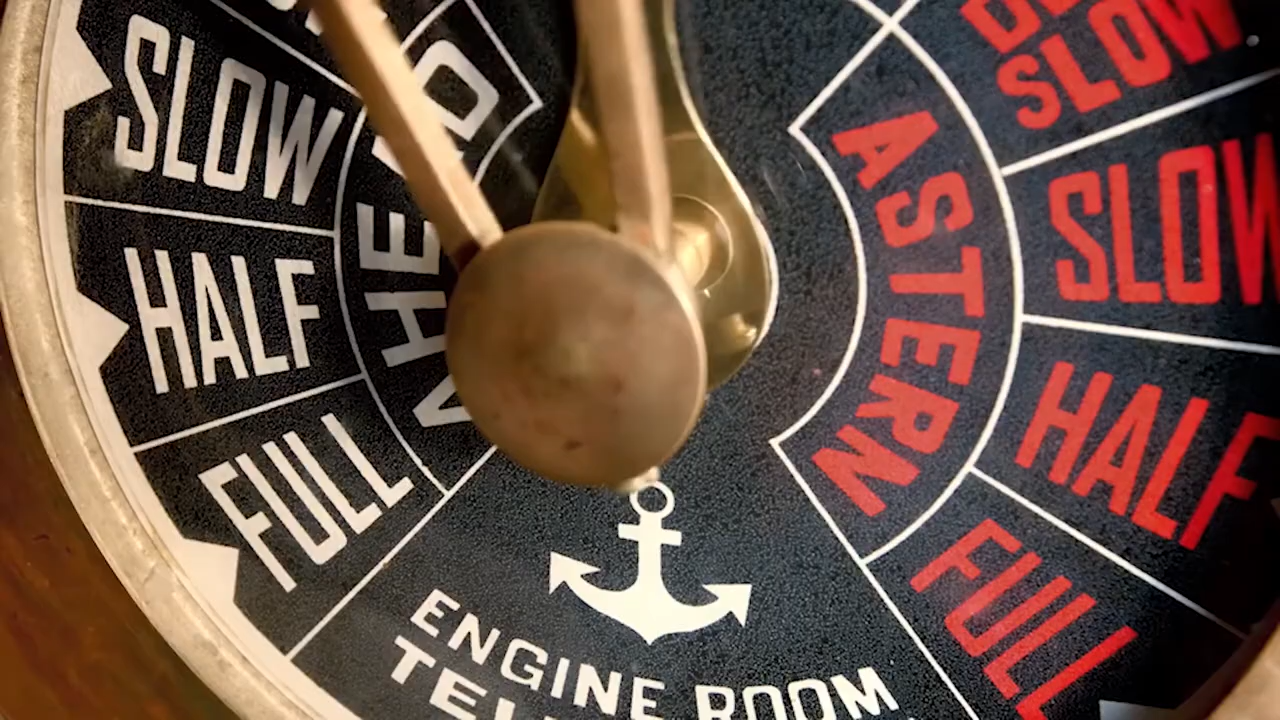 SLOW
HALF
FULL
AHEAD
ASTERN
SLOW
SLOW
HALF
FULL
ENGINE ROOM